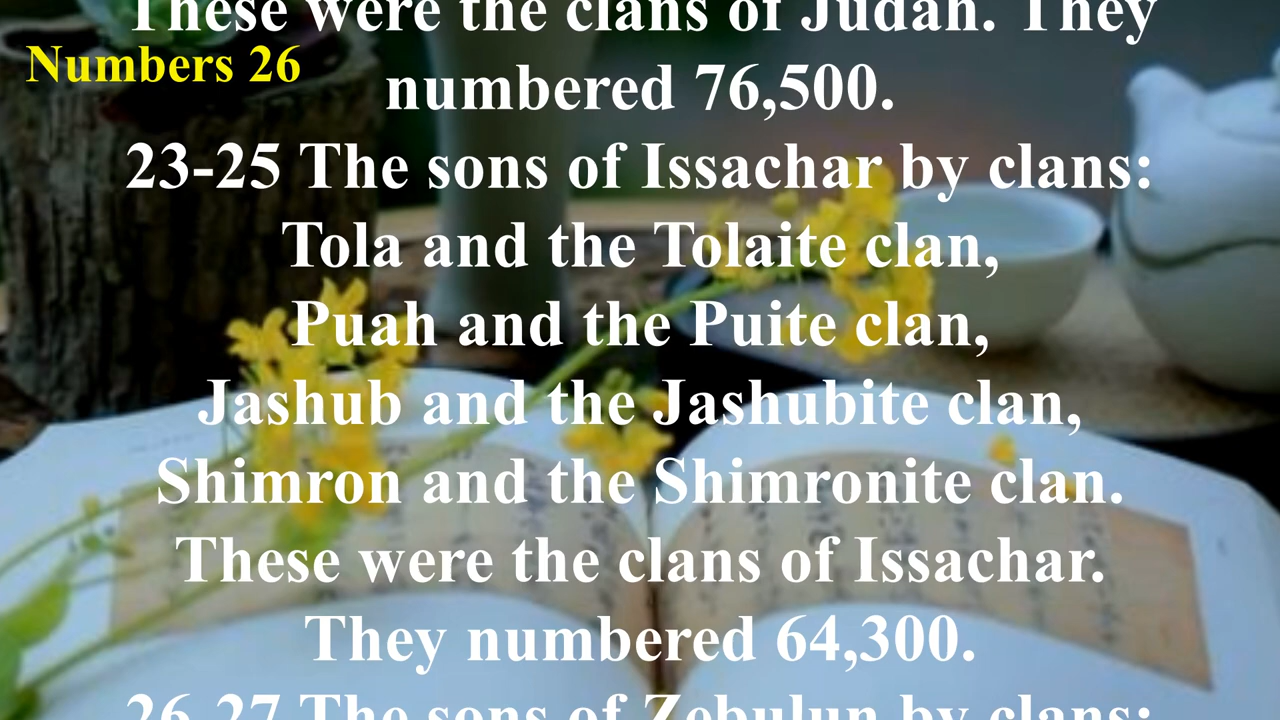 These were the clans of Judah. They
Numbers 26
numbered 76,500.
23-25 The sons of Issachar by clans:
Tola and the Tolaite clan,
Puah and the Puite clan,
Jashub and the Jashubite clan,
Shimron and the Shimronite clan.
These were the clans of Issachar.
They numbered 64,300.
26-27 The sons of Zebulun by clans: